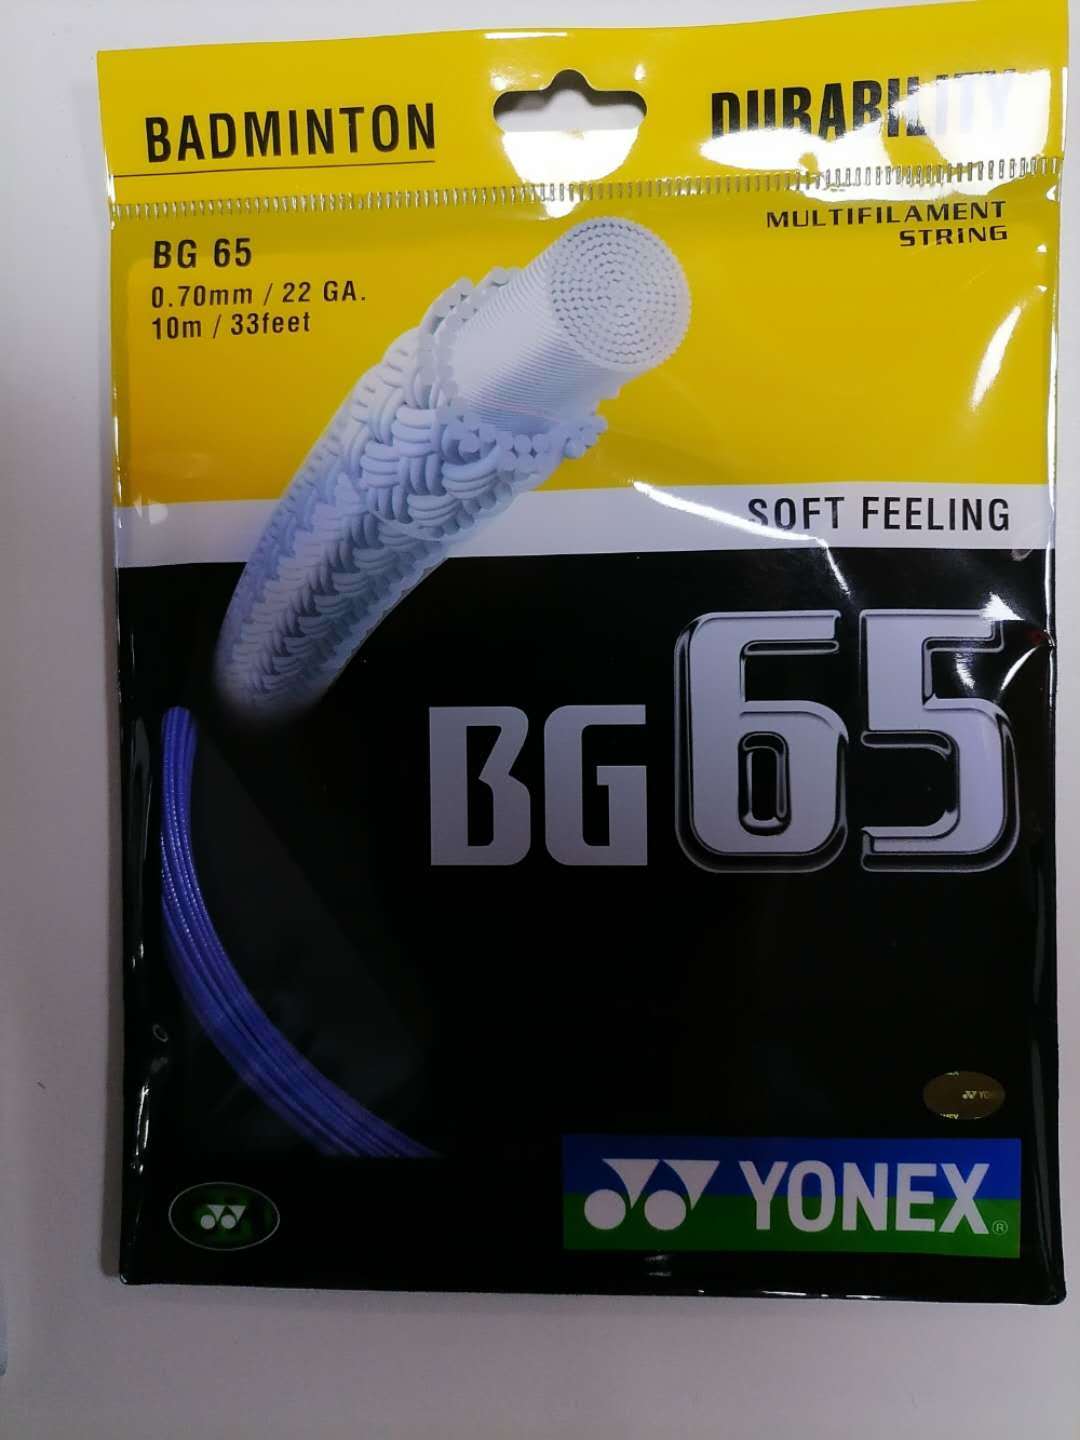 BADMINTON
DURABILITY
BG 65
0.70mm / 22 GA.
10m / 33feet
MULTIFILAMENT
STRING
SOFT FEELING
BG 65
YONEX®